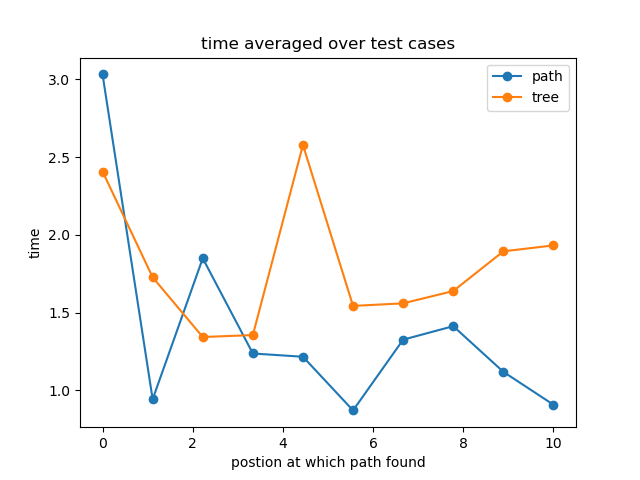 time averaged over test cases
path
tree
3.0
2.5
2.0
1.5
1.0
time
0 2 4 6 8 10
postion at which path found